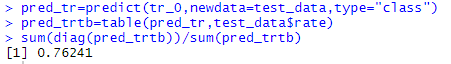 > pred_tr=predict(tr_0,newdata=test_data,type="class")
> pred_trtb=table(pred_tr,test_data$rate)
> sum(diag(pred_trtb))/sum(pred_trtb)
[1] 0.76241